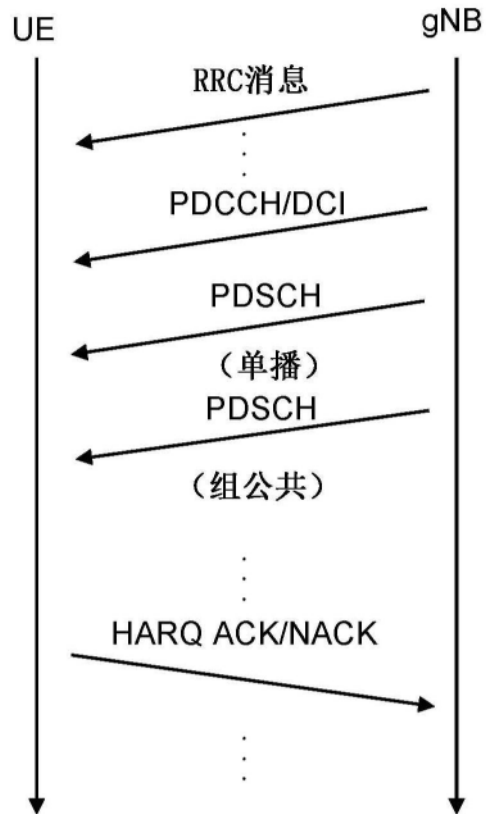 UE
gNB
RRC消息
PDCCH/DCI
PDSCH
（单播）
PDSCH
（组公共）
HARQ ACK/NACK